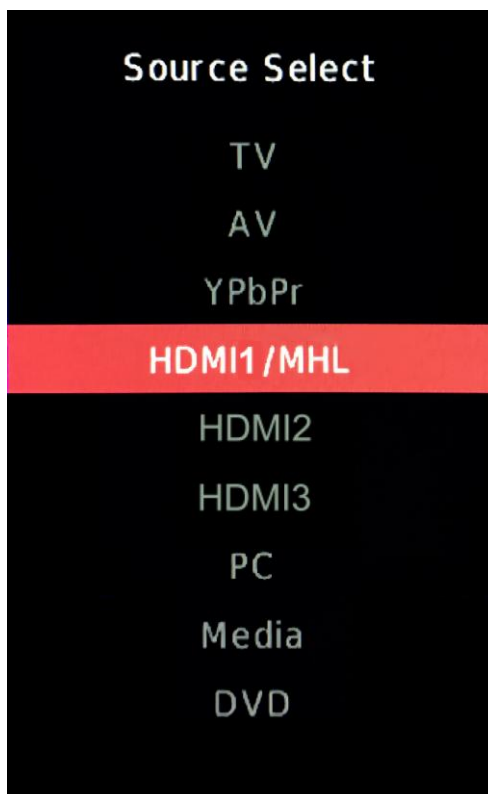 Source Select
TV
AV
YPbPr
HDMI1/MHL
HDMI2
HDMI3
PC
Media
DVD